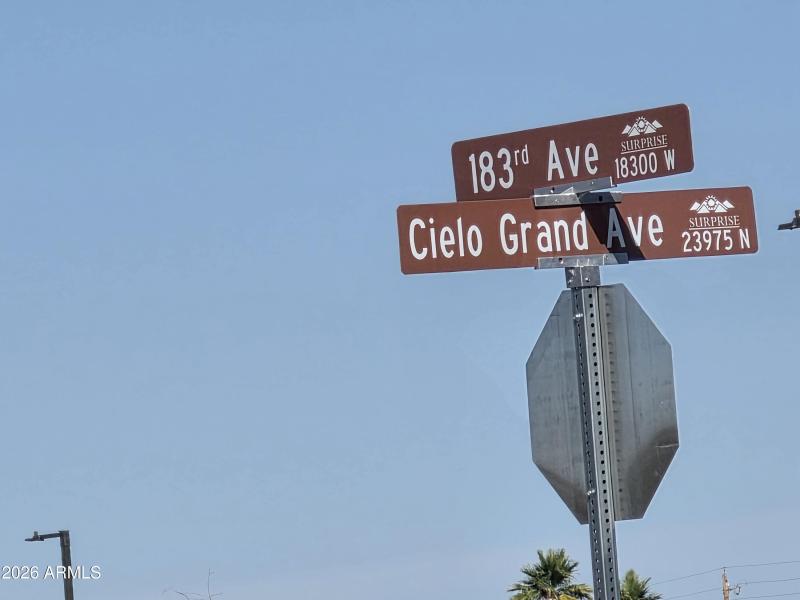 183rd Ave
SURPRISE
18300 W
Cielo Grand Ave
SURPRISE
23975 N
2026 ARMLS